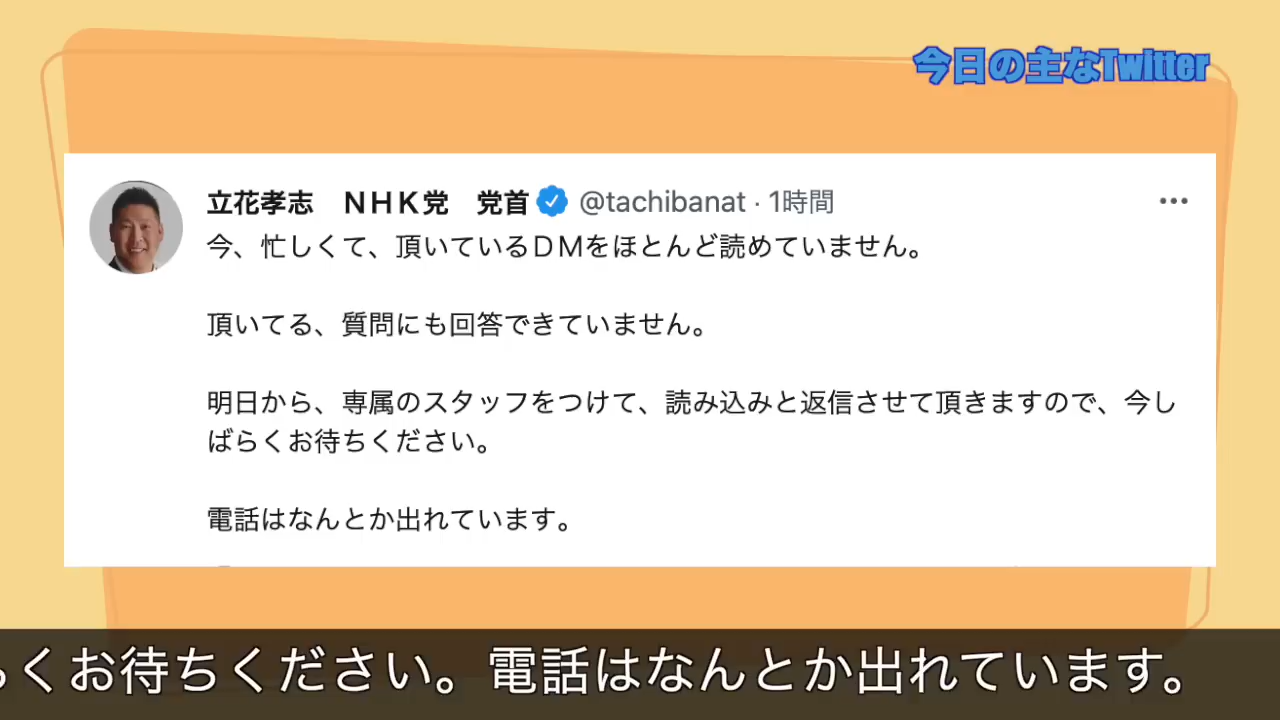 今日の主なTwitter
立花孝志　ＮＨＫ党　党首 @tachibanat · 1時間
今、忙しくて、頂いているＤＭをほとんど読めていません。
頂いてる、質問にも回答できていません。
明日から、専属のスタッフをつけて、読み込みと返信させて頂きますので、今し
ばらくお待ちください。
電話はなんとか出れています。
らくお待ちください。電話はなんとか出れています。